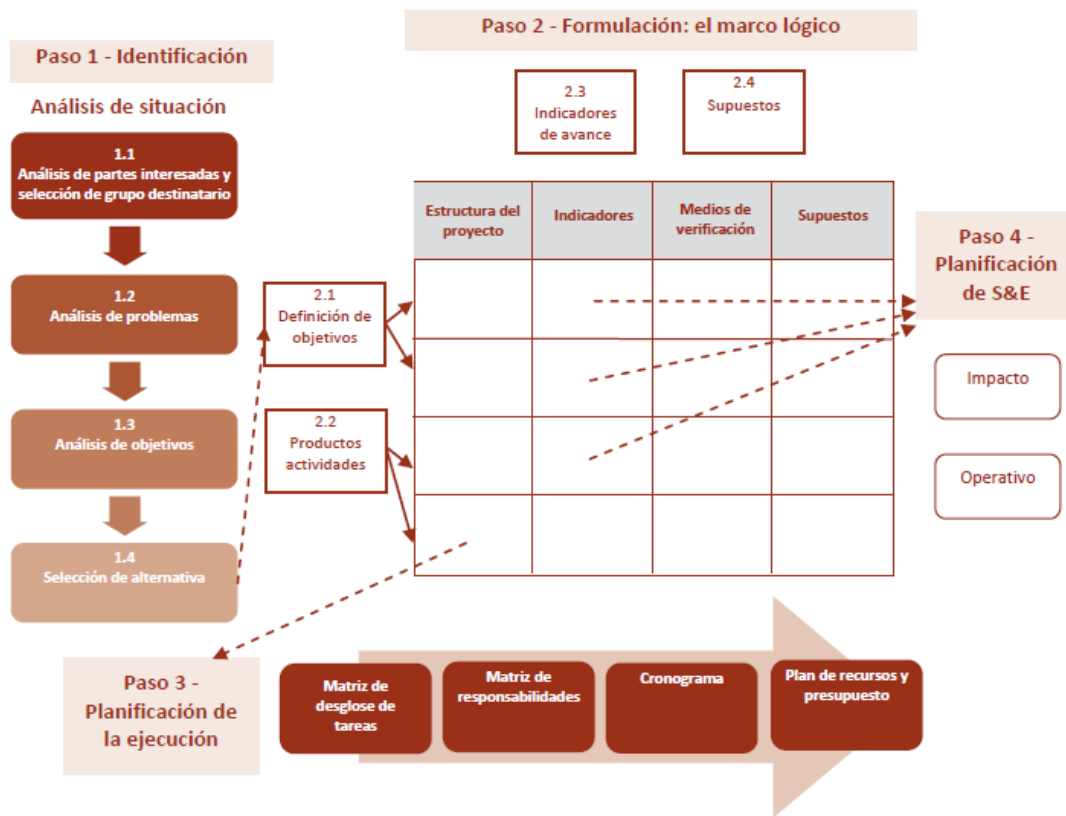 Paso 1 - Identificación
Análisis de situación
1.1
Análisis de partes interesadas y
selección de grupo destinatario
1.2
Análisis de problemas
1.3
Análisis de objetivos
1.4
Selección de alternativa
Paso 2 - Formulación: el marco lógico
2.3
Indicadores
de avance
2.4
Supuestos
2.1
Definición de
objetivos
2.2
Productos
actividades
Estructura del
proyecto
Indicadores
Medios de
verificación
Supuestos
Paso 4 -
Planificación
de S&E
Impacto
Operativo
Paso 3 -
Planificación de
la ejecución
Matriz de
desglose de
tareas
Matriz de
responsabilidades
Cronograma
Plan de recursos y
presupuesto